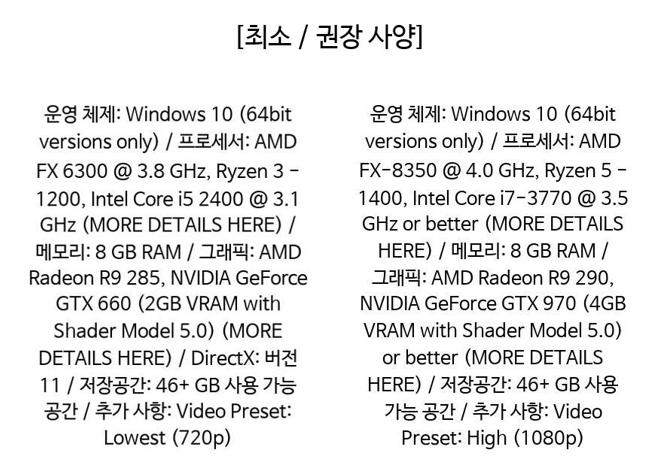 [최소 / 권장 사양]
운영 체제: Windows 10 (64bit
versions only) / 프로세서: AMD
FX 6300 @ 3.8 GHz, Ryzen 3 -
1200, Intel Core i5 2400 @ 3.1
GHz (MORE DETAILS HERE) /
메모리: 8 GB RAM / 그래픽: AMD
Radeon R9 285, NVIDIA GeForce
GTX 660 (2GB VRAM with
Shader Model 5.0) (MORE
DETAILS HERE) / DirectX: 버전
11 / 저장공간: 46+ GB 사용 가능
공간 / 추가 사항: Video Preset:
Lowest (720p)
운영 체제: Windows 10 (64bit
versions only) / 프로세서: AMD
FX-8350 @ 4.0 GHz, Ryzen 5 -
1400, Intel Core i7-3770 @ 3.5
GHz or better (MORE DETAILS
HERE) / 메모리: 8 GB RAM /
그래픽: AMD Radeon R9 290,
NVIDIA GeForce GTX 970 (4GB
VRAM with Shader Model 5.0)
or better (MORE DETAILS
HERE) / 저장공간: 46+ GB 사용
가능 공간 / 추가 사항: Video
Preset: High (1080p)